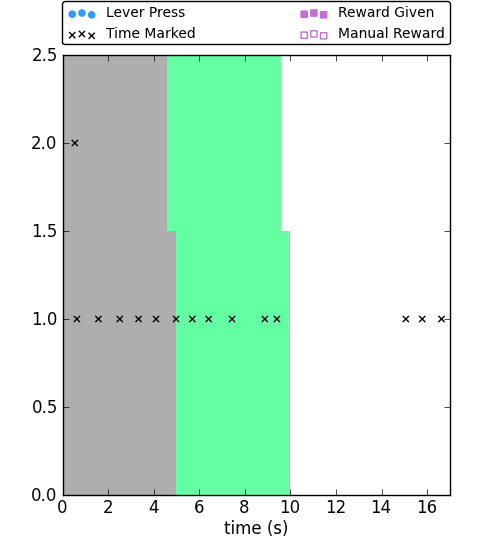 Lever Press
Reward Given
Time Marked
Manual Reward
2.5
2.0
1.5
1.0
0.5
0.0
0 2 4 6 8 10 12 14 16
time (s)